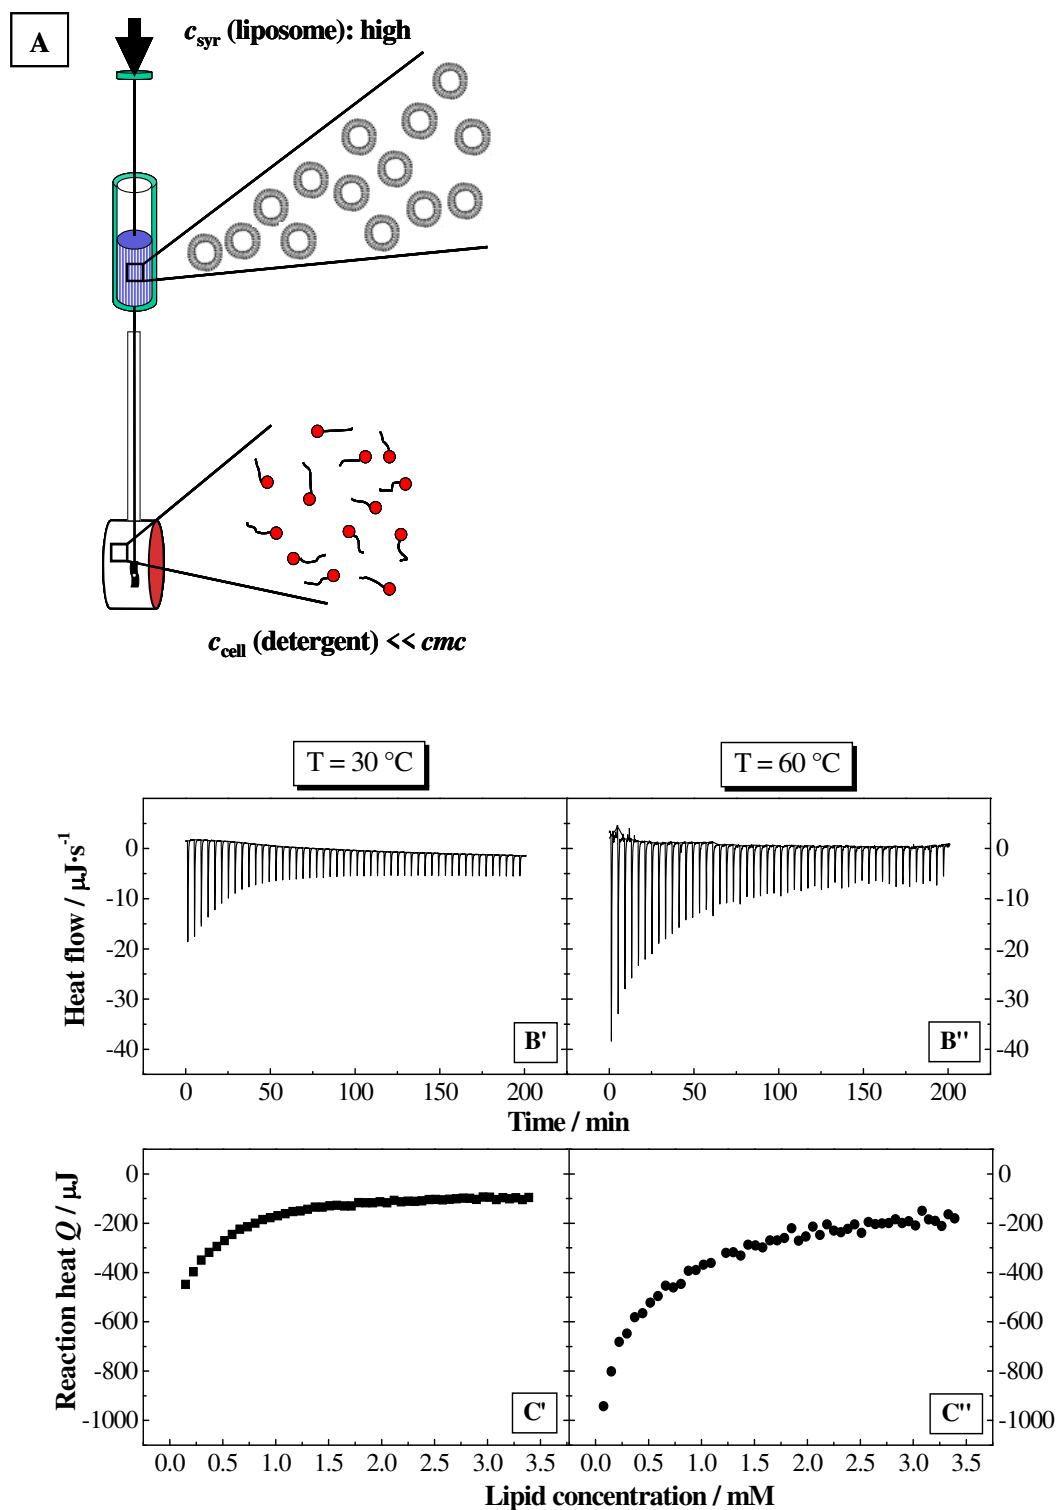 A
c_syr (liposome): high
c_cell (detergent) << cmc
T = 30 °C
T = 60 °C
Heat flow / μJ·s⁻¹
0
-10
-20
-30
-40
B'
B''
0
-10
-20
-30
-40
0 50 100 150 200
0 50 100 150 200
Time / min
Reaction heat Q / μJ
0
-200
-400
-600
-800
-1000
C'
C''
0
-200
-400
-600
-800
-1000
0.0 0.5 1.0 1.5 2.0 2.5 3.0 3.5
0.0 0.5 1.0 1.5 2.0 2.5 3.0 3.5
Lipid concentration / mM